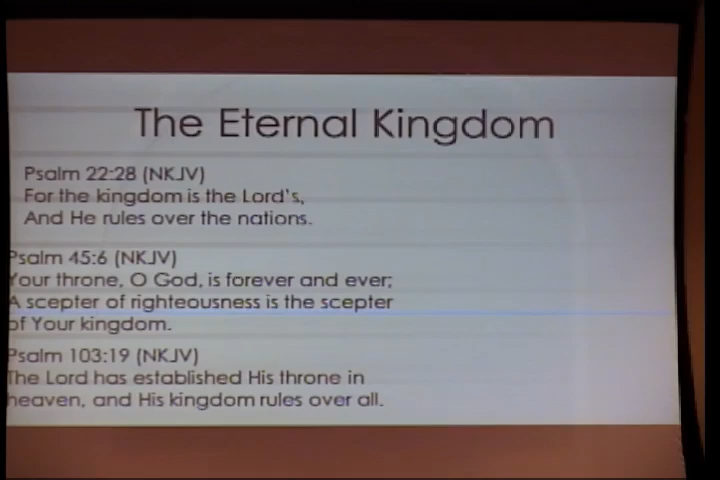 The Eternal Kingdom
Psalm 22:28 (NKJV)
For the kingdom is the Lord's,
And He rules over the nations.
Psalm 45:6 (NKJV)
Your throne, O God, is forever and ever;
A scepter of righteousness is the scepter
of Your kingdom.
Psalm 103:19 (NKJV)
The Lord has established His throne in
heaven, and His kingdom rules over all.